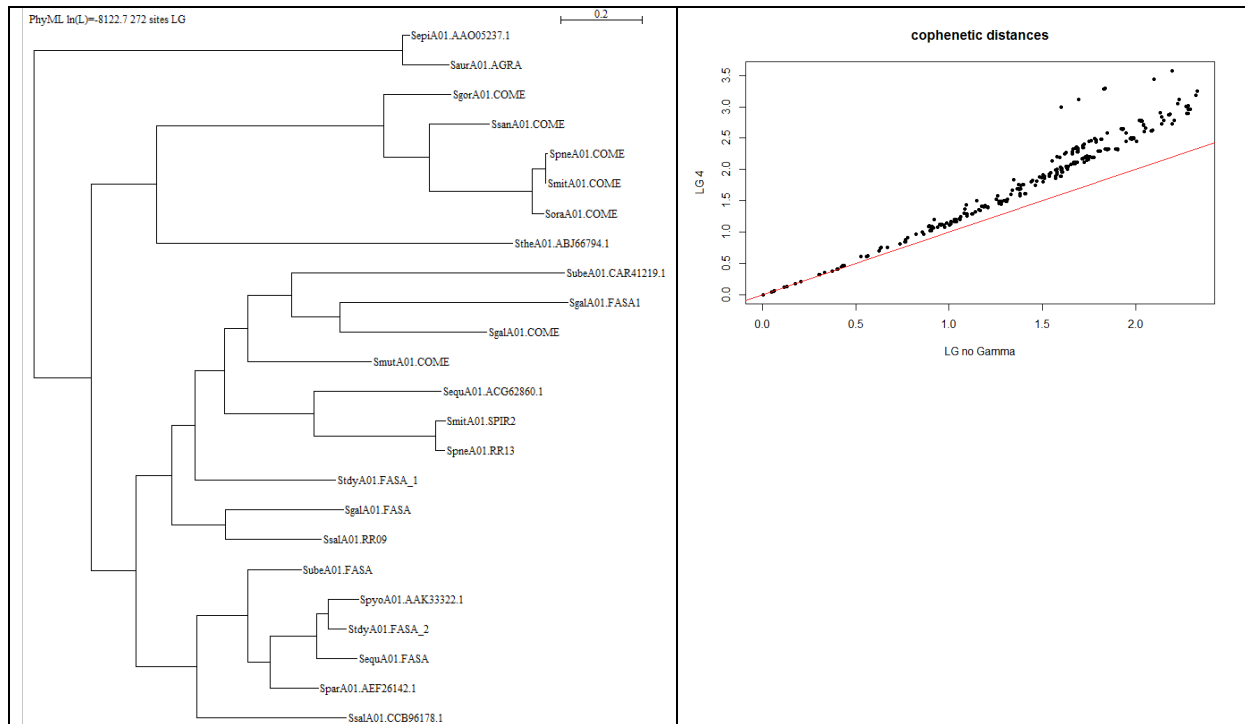 PhyML ln(L)=-8122.7 272 sites LG
0.2
SepiA01.AAO05237.1
SaurA01.AGRA
SgorA01.COME
SsanA01.COME
SpneA01.COME
SmitA01.COME
SoraA01.COME
StheA01.ABJ66794.1
SubeA01.CAR41219.1
SgalA01.FASA1
SgalA01.COME
SmutA01.COME
SequA01.ACG62860.1
SmitA01.SPIR2
SpneA01.RR13
StdyA01.FASA_1
SgalA01.FASA
SsalA01.RR09
SubeA01.FASA
SpyoA01.AAK33322.1
StdyA01.FASA_2
SequA01.FASA
SparA01.AEF26142.1
SsalA01.CCB96178.1
cophenetic distances
LG 4
3.5
3.0
2.5
2.0
1.5
1.0
0.5
0.0
0.0 0.5 1.0 1.5 2.0
LG no Gamma